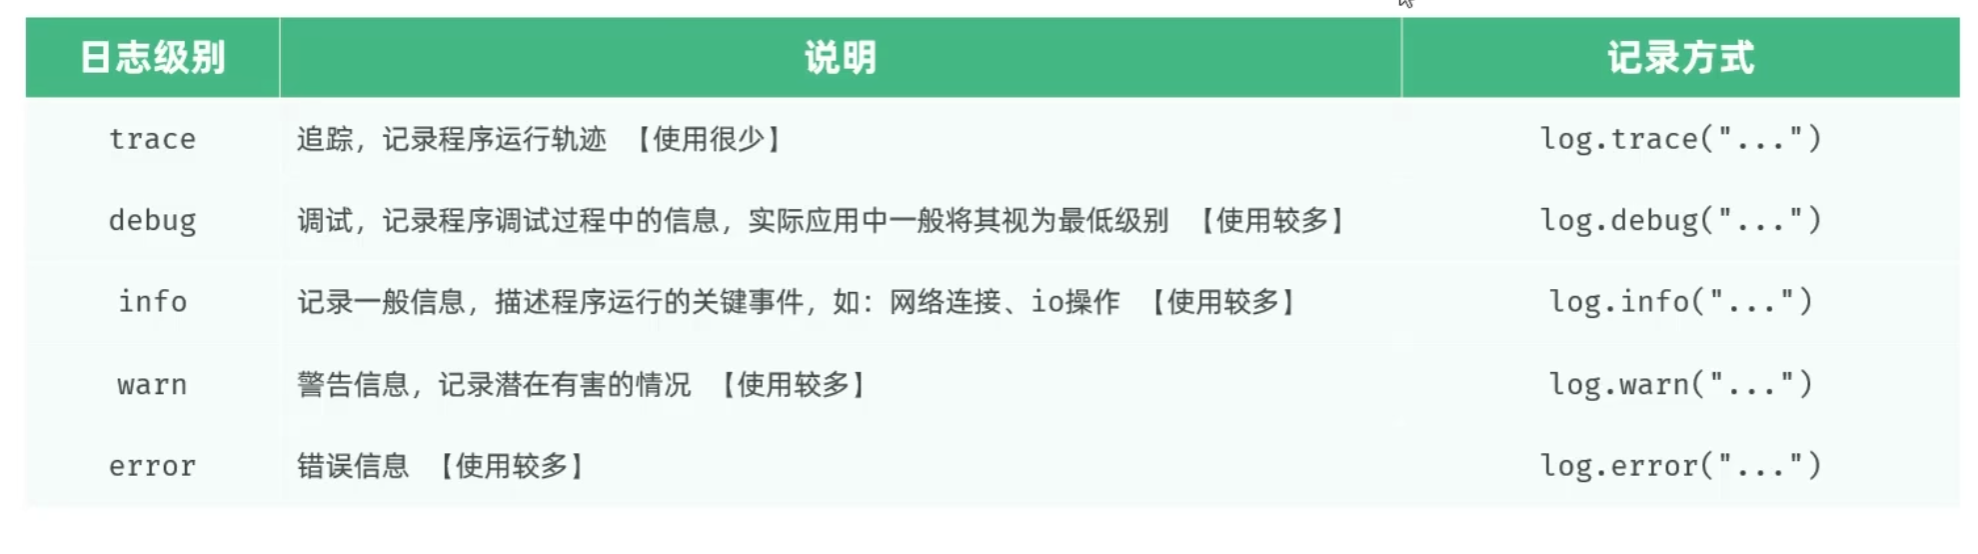 日志级别 说明 记录方式
trace 追踪，记录程序运行轨迹 【使用很少】 log.trace("...")
debug 调试，记录程序调试过程中的信息，实际应用中一般将其视为最低级别 【使用较多】 log.debug("...")
info 记录一般信息，描述程序运行的关键事件，如：网络连接、io操作 【使用较多】 log.info("...")
warn 警告信息，记录潜在有害的情况 【使用较多】 log.warn("...")
error 错误信息 【使用较多】 log.error("...")